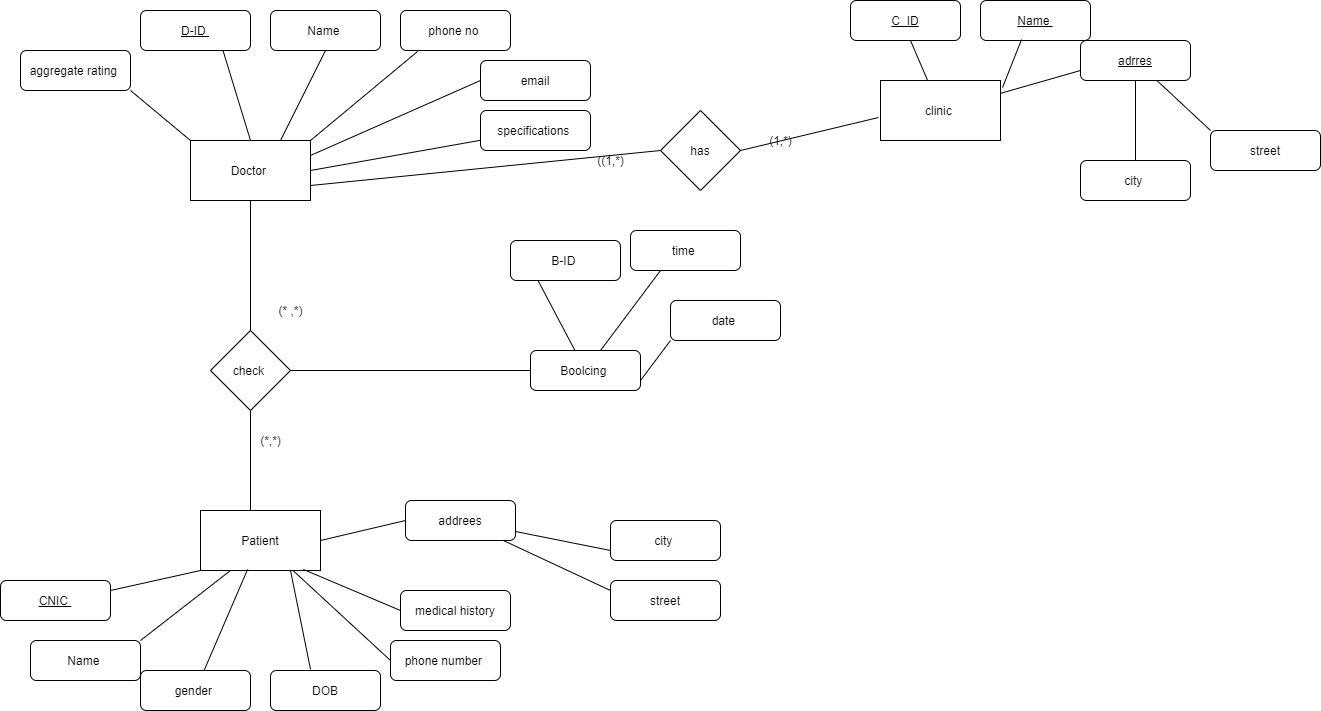 C_ID
Name
D-ID
Name
phone no
adrres
aggregate rating
email
clinic
specifications
has
(1,*)
street
((1,*)
Doctor
city
B-ID
time
(* ,*)
date
check
Boolcing
(*,*)
addrees
Patient
city
CNIC
medical history
street
Name
phone number
gender
DOB